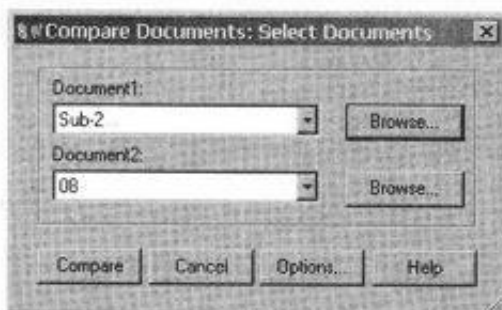 Compare Documents: Select Documents
Document1:
Sub-2
Browse...
Document2:
08
Browse...
Compare Cancel Options... Help